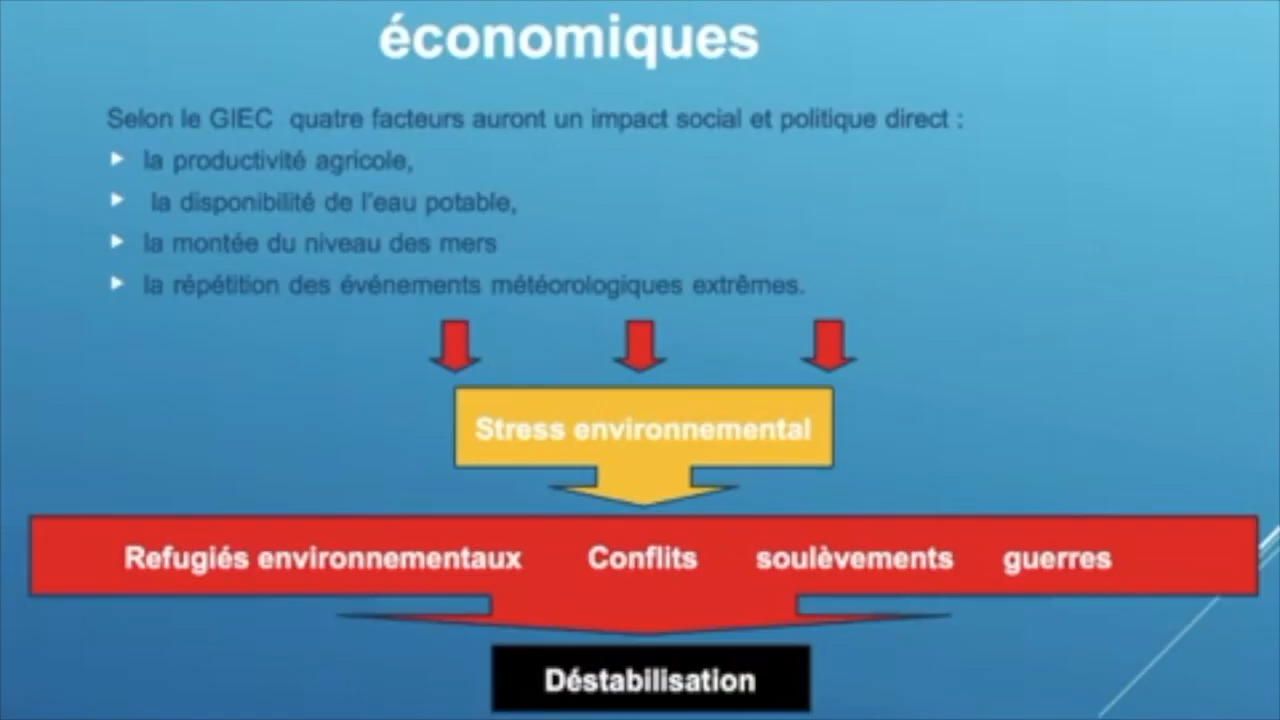 économiques
Selon le GIEC quatre facteurs auront un impact social et politique direct :
la productivité agricole,
la disponibilité de l'eau potable,
la montée du niveau des mers
la répétition des événements météorologiques extrêmes.
Stress environnemental
Refugiés environnementaux Conflits soulèvements guerres
Déstabilisation